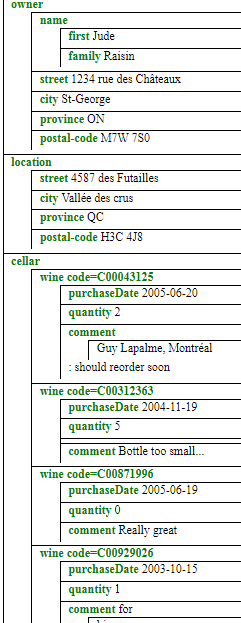 owner
name
first Jude
family Raisin
street 1234 rue des Châteaux
city St-George
province ON
postal-code M7W 7S0
location
street 4587 des Futailles
city Vallée des crus
province QC
postal-code H3C 4J8
cellar
wine code=C00043125
purchaseDate 2005-06-20
quantity 2
comment
Guy Lapalme, Montréal
: should reorder soon
wine code=C00312363
purchaseDate 2004-11-19
quantity 5
comment Bottle too small...
wine code=C00871996
purchaseDate 2005-06-19
quantity 0
comment Really great
wine code=C00929026
purchaseDate 2003-10-15
quantity 1
comment for